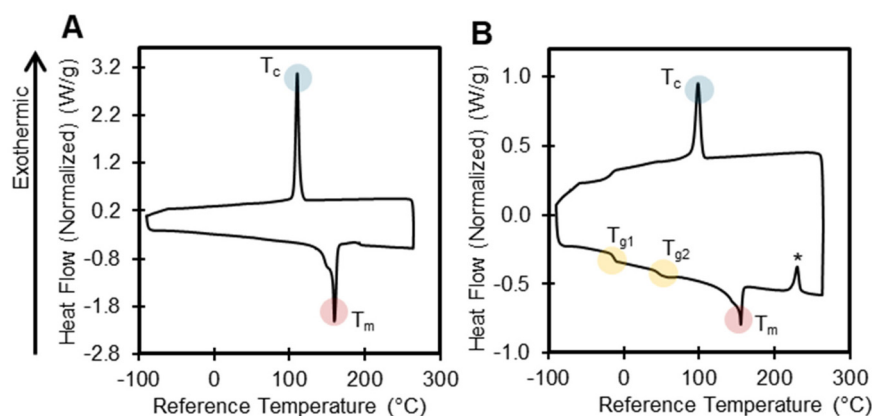 A
B
Exothermic
Heat Flow (Normalized) (W/g)
3.2
2.2
1.2
0.2
-0.8
-1.8
-2.8
Tc
Tm
-100 0 100 200 300
Reference Temperature (°C)
Heat Flow (Normalized) (W/g)
1.0
0.5
0.0
-0.5
-1.0
Tc
Tg1
Tg2
*
Tm
-100 0 100 200 300
Reference Temperature (°C)